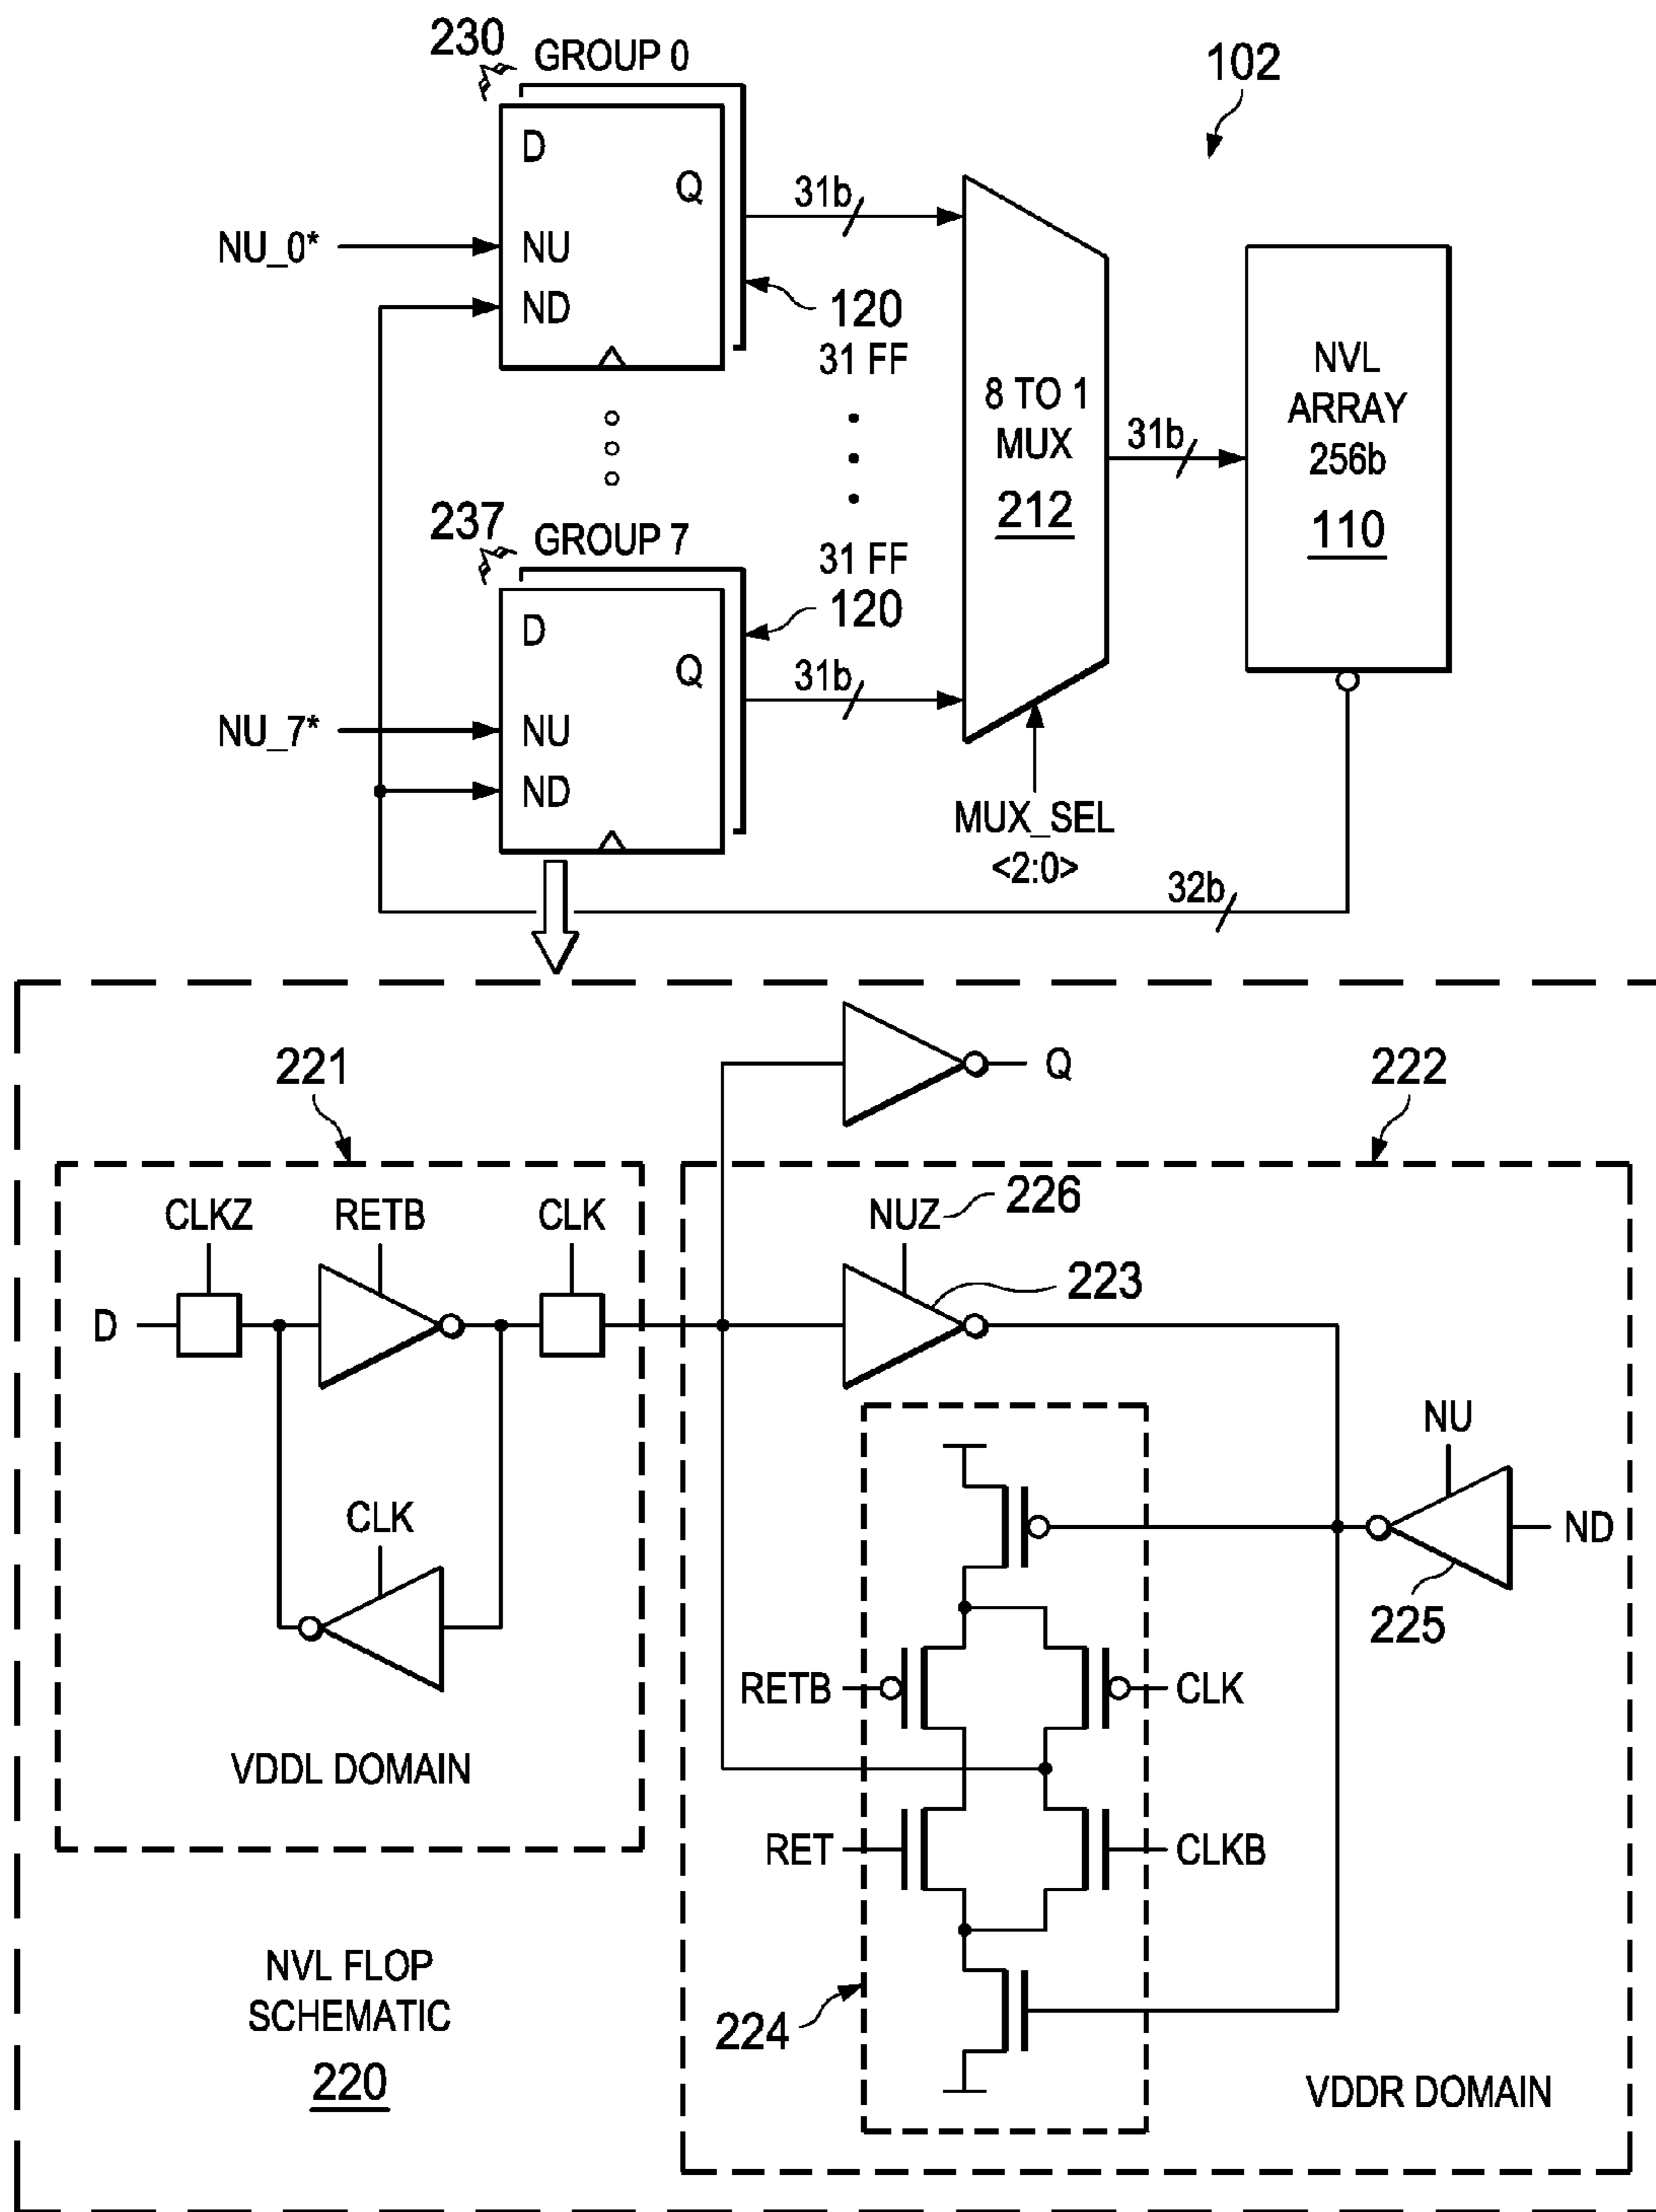 230
GROUP 0
102
D
Q
31b
NU_0*
NU
ND
120
31 FF
8 TO 1
MUX
212
31b
NVL
ARRAY
256b
110
237
GROUP 7
31 FF
120
D
Q
31b
NU_7*
NU
ND
MUX_SEL
<2:0>
32b
221
Q
222
CLKZ
RETB
CLK
NUZ
226
223
D
NU
CLK
ND
225
RETB
CLK
VDDL DOMAIN
RET
CLKB
NVL FLOP
SCHEMATIC
220
224
VDDR DOMAIN